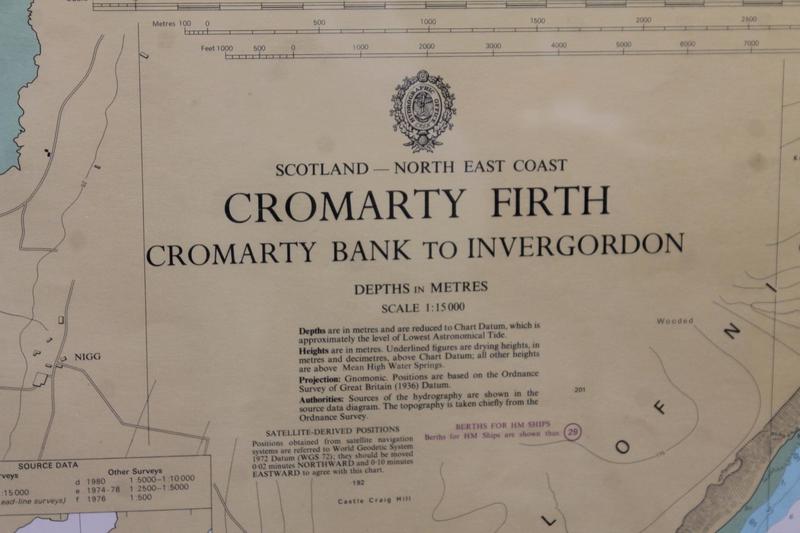 Metres 100 0 500 1000 1500 2000 2500
Feet 1000 500 0 1000 2000 3000 4000 5000 6000 7000
HYDROGRAPHIC OFFICE
SCOTLAND — NORTH EAST COAST
CROMARTY FIRTH
CROMARTY BANK TO INVERGORDON
DEPTHS IN METRES
SCALE 1:15 000
Depths are in metres and are reduced to Chart Datum, which is
approximately the level of Lowest Astronomical Tide.
Heights are in metres. Underlined figures are drying heights, in
metres and decimetres, above Chart Datum; all other heights
are above Mean High Water Springs.
Projection: Gnomonic. Positions are based on the Ordnance
Survey of Great Britain (1936) Datum.
Authorities: Sources of the hydrography are shown in the
source data diagram. The topography is taken chiefly from the
Ordnance Survey.
SATELLITE-DERIVED POSITIONS
Positions obtained from satellite navigation
systems are referred to World Geodetic System
1972 Datum (WGS 72); they should be moved
0·02 minutes NORTHWARD and 0·10 minutes
EASTWARD to agree with this chart.
BERTHS FOR HM SHIPS
Berths for HM Ships are shown thus 29
192
Castle Craig Hill
201
Wooded
NIGG
L O F N I
SOURCE DATA
veys Other Surveys
:15 000 d 1980 1:5000–1:10 000
e 1974-78 1:2500–1:5000
ead-line surveys) f 1976 1:500